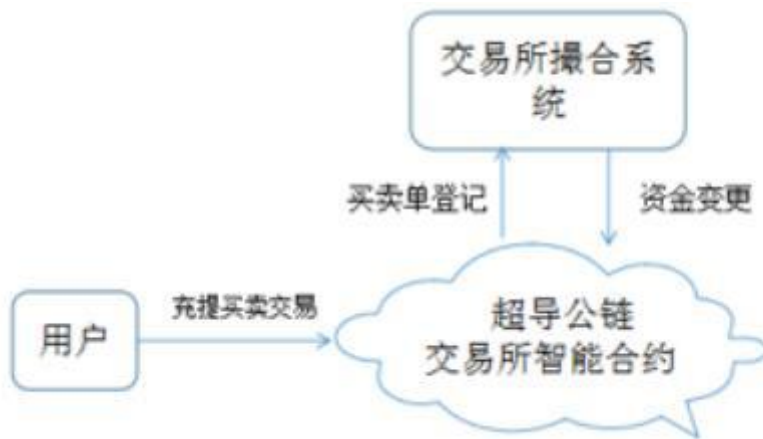 交易所撮合系
统
买卖单登记
资金变更
充提买卖交易
用户
超导公链
交易所智能合约